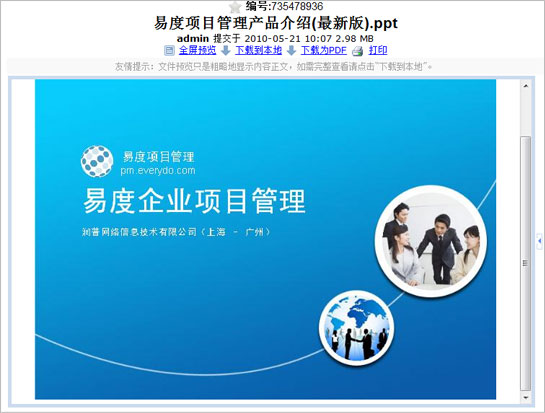 编号:735478936
易度项目管理产品介绍(最新版).ppt
admin 提交于 2010-05-21 10:07 2.98 MB
全屏预览 下载到本地 下载为PDF 打印
友情提示：文件预览只是粗略地显示内容正文，如需完整查看请点击"下载到本地"。
易度项目管理
pm.everydo.com
易度企业项目管理
润普网络信息技术有限公司（上海 - 广州）